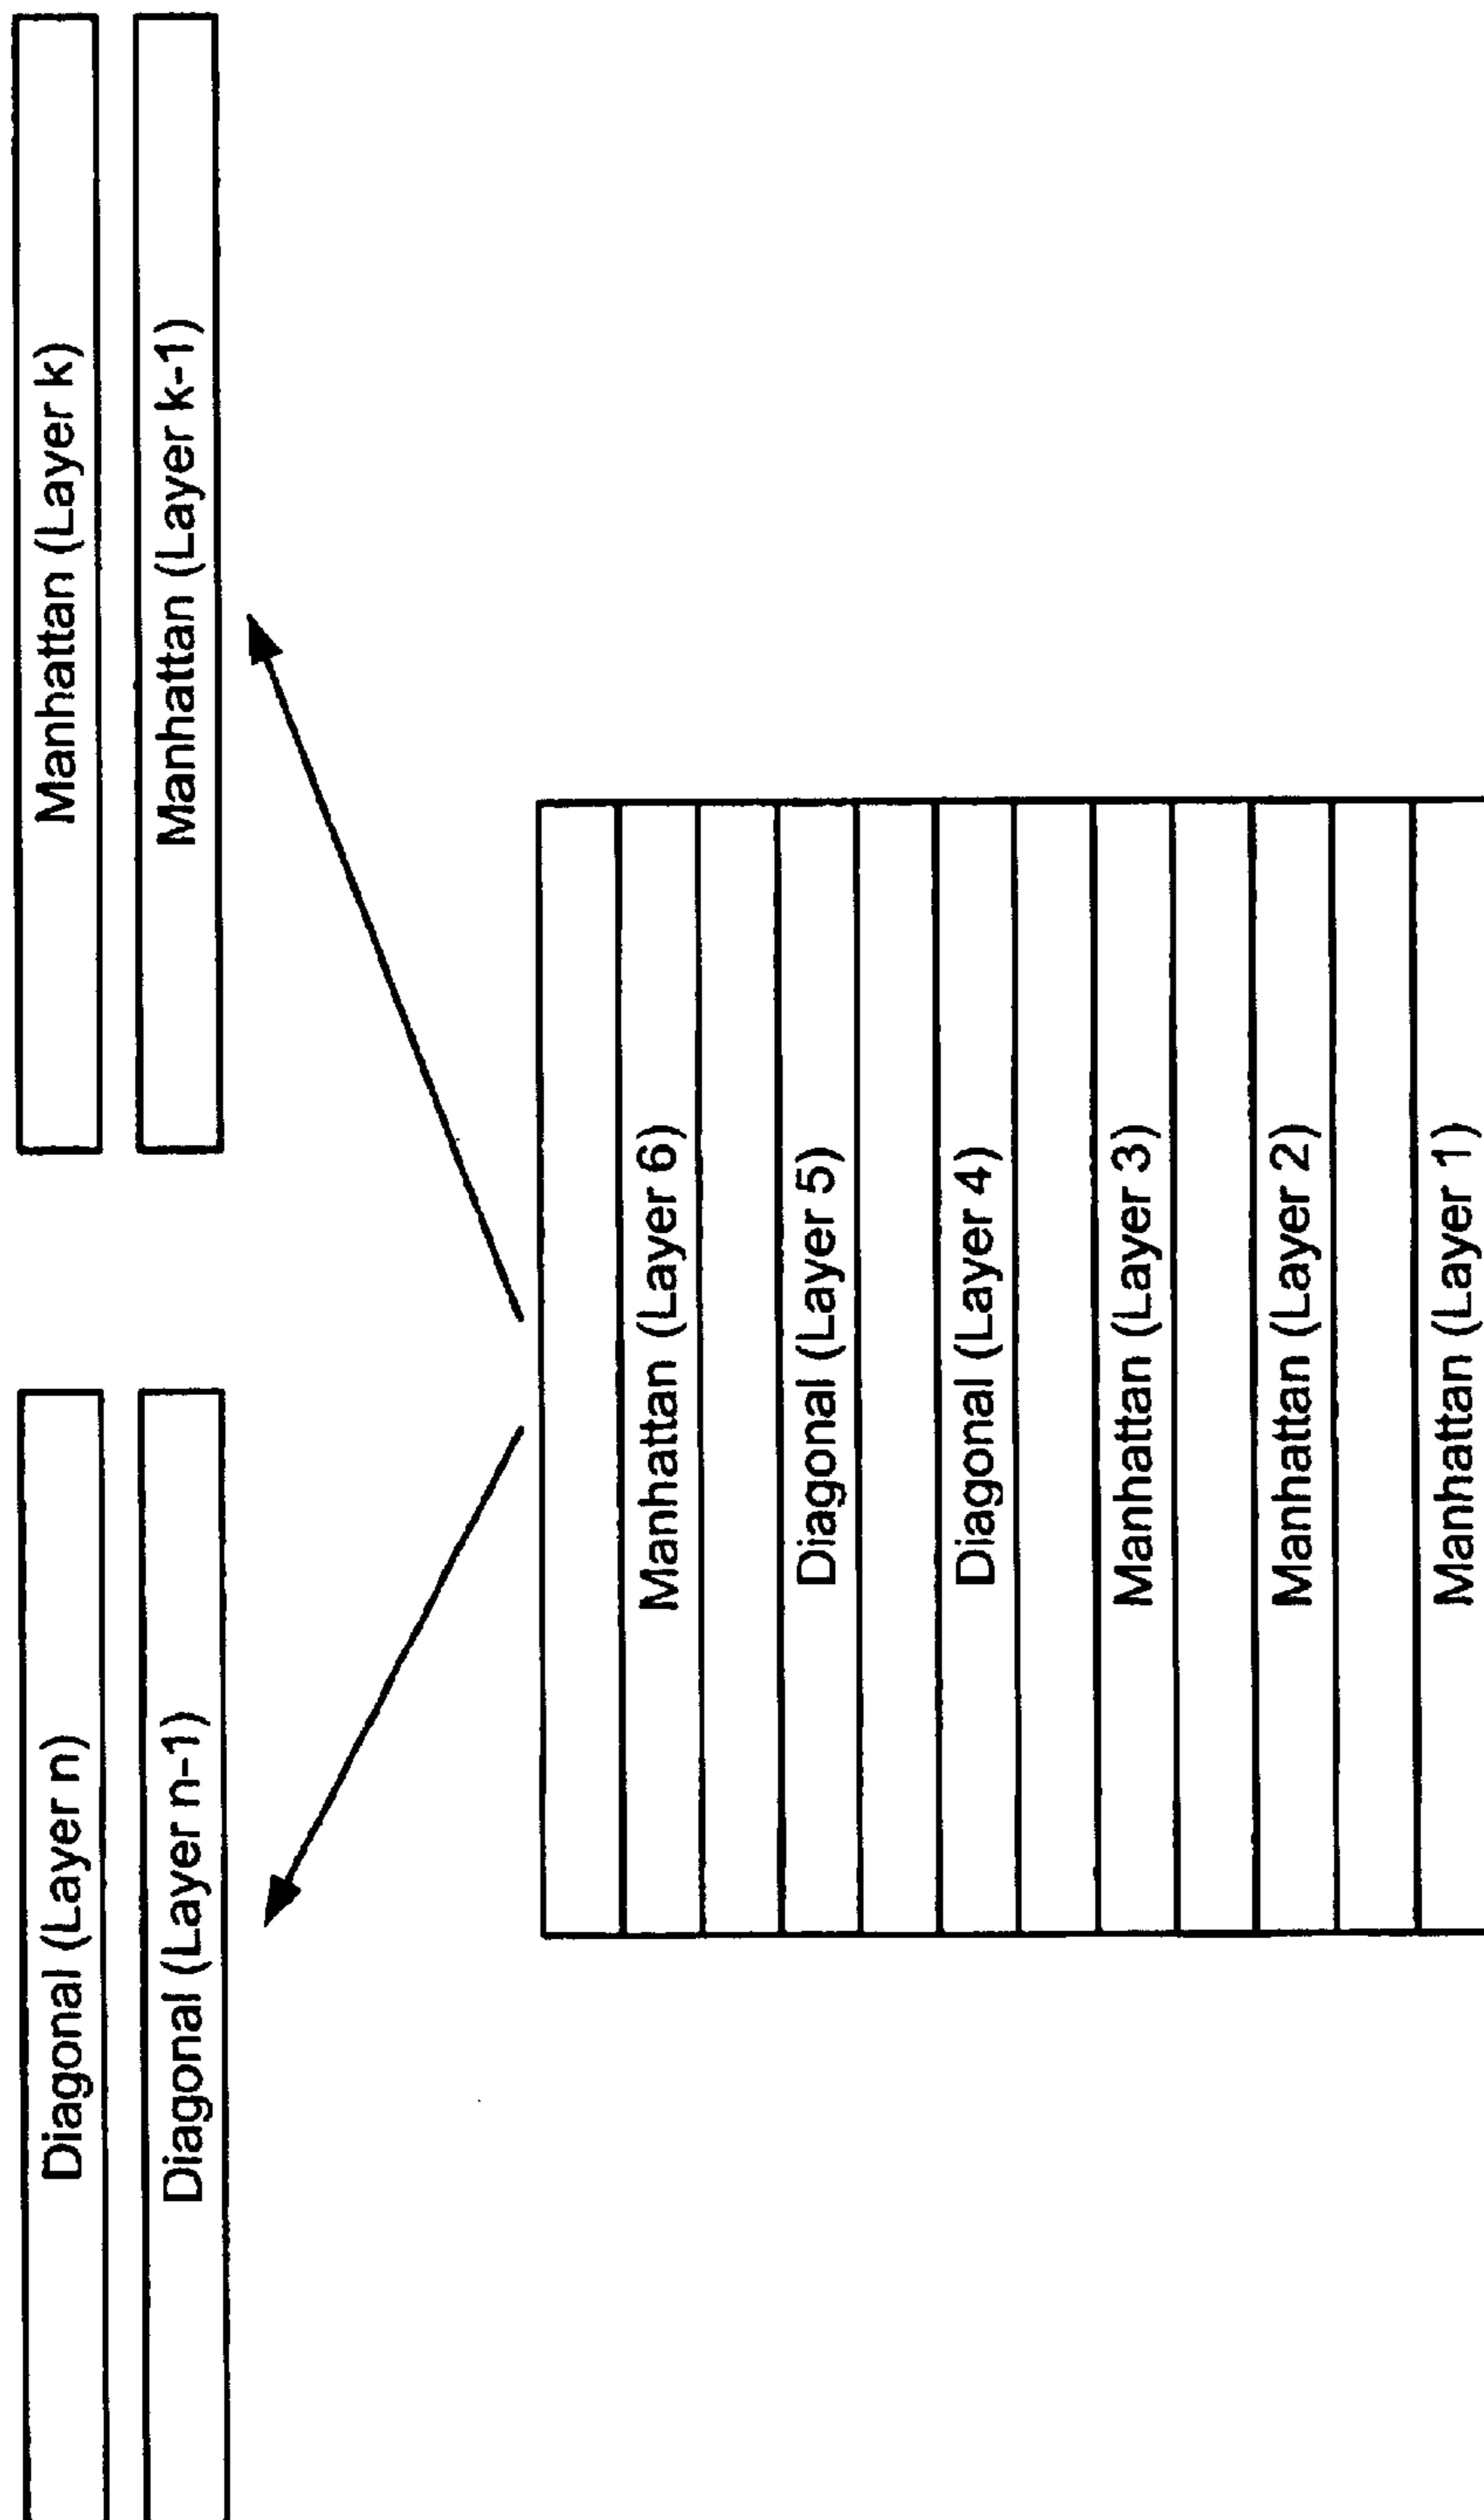 Diagonal (Layer n)
Manhattan (Layer k)
Diagonal (Layer n-1)
Manhattan (Layer k-1)
Manhattan (Layer 6)
Diagonal (Layer 5)
Diagonal (Layer 4)
Manhattan (Layer 3)
Manhattan (Layer 2)
Manhattan (Layer 1)